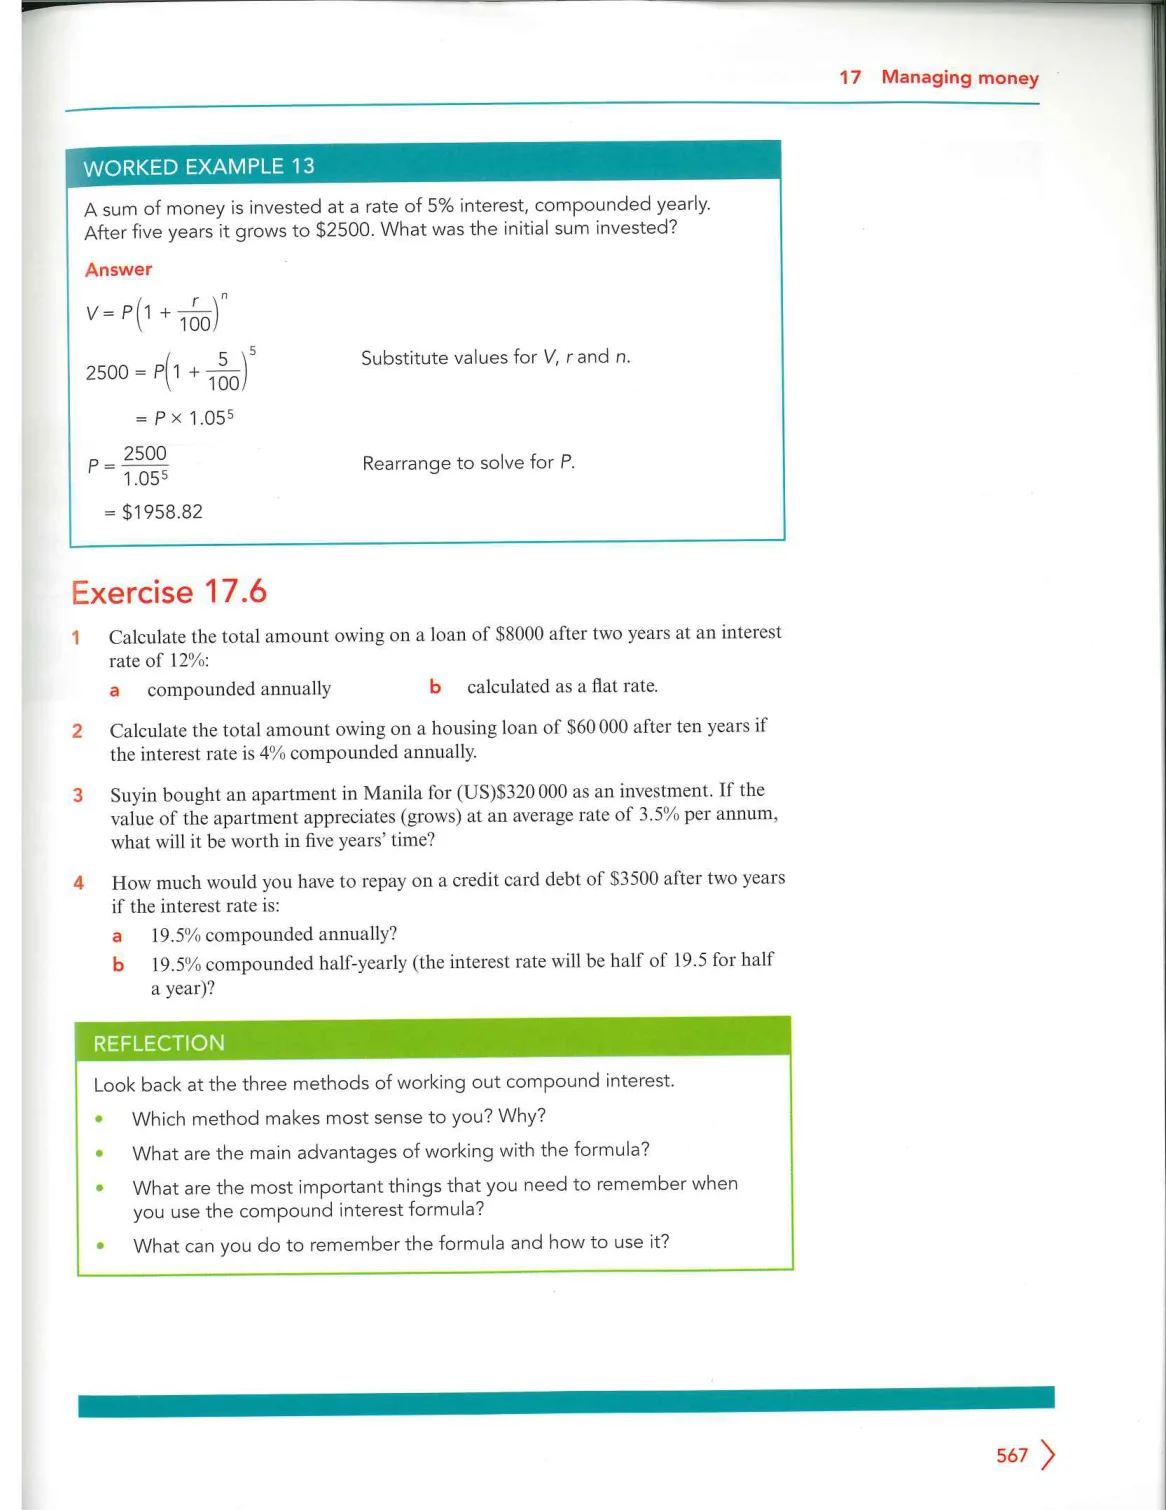 17 Managing money
WORKED EXAMPLE 13
A sum of money is invested at a rate of 5% interest, compounded yearly.
After five years it grows to $2500. What was the initial sum invested?
Answer
V = P(1 + r/100)^n
2500 = P(1 + 5/100)^5
Substitute values for V, r and n.
= P × 1.05⁵
P = 2500/1.05⁵
Rearrange to solve for P.
= $1958.82
Exercise 17.6
1 Calculate the total amount owing on a loan of $8000 after two years at an interest
rate of 12%:
a compounded annually b calculated as a flat rate.
2 Calculate the total amount owing on a housing loan of $60 000 after ten years if
the interest rate is 4% compounded annually.
3 Suyin bought an apartment in Manila for (US)$320 000 as an investment. If the
value of the apartment appreciates (grows) at an average rate of 3.5% per annum,
what will it be worth in five years' time?
4 How much would you have to repay on a credit card debt of $3500 after two years
if the interest rate is:
a 19.5% compounded annually?
b 19.5% compounded half-yearly (the interest rate will be half of 19.5 for half
a year)?
REFLECTION
Look back at the three methods of working out compound interest.
• Which method makes most sense to you? Why?
• What are the main advantages of working with the formula?
• What are the most important things that you need to remember when
you use the compound interest formula?
• What can you do to remember the formula and how to use it?
567 〉